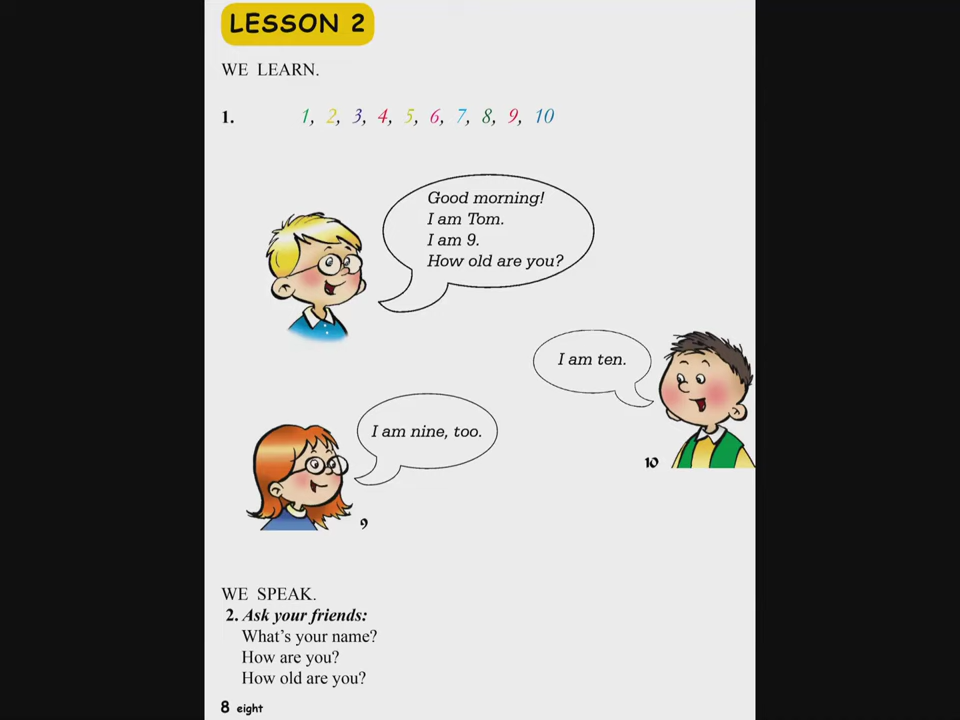 LESSON 2
WE LEARN.
1. 1, 2, 3, 4, 5, 6, 7, 8, 9, 10
Good morning!
I am Tom.
I am 9.
How old are you?
I am ten.
I am nine, too.
10
9
WE SPEAK.
2. Ask your friends:
What’s your name?
How are you?
How old are you?
8 eight